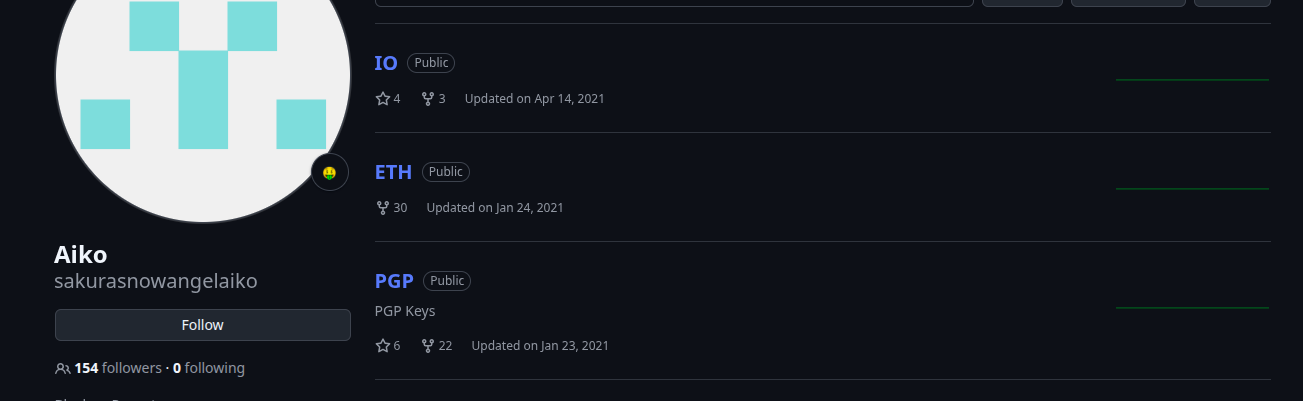 IO Public
4 3 Updated on Apr 14, 2021
ETH Public
30 Updated on Jan 24, 2021
PGP Public
PGP Keys
6 22 Updated on Jan 23, 2021
Aiko
sakurasnowangelaiko
Follow
154 followers · 0 following